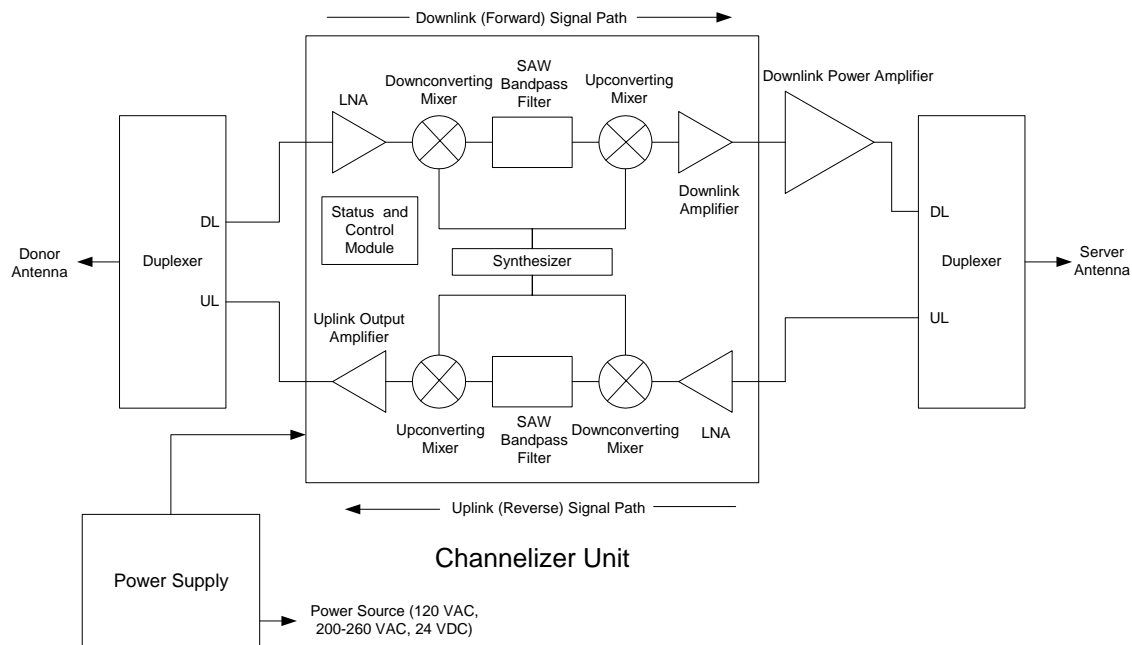 Downlink (Forward) Signal Path
SAW
Bandpass
Filter
Downconverting
Mixer
Upconverting
Mixer
Downlink Power Amplifier
LNA
Downlink
Amplifier
Status and
Control
Module
DL
DL
Donor
Antenna
Duplexer
Synthesizer
Duplexer
Server
Antenna
UL
UL
Uplink Output
Amplifier
Upconverting
Mixer
SAW
Bandpass
Filter
Downconverting
Mixer
LNA
Uplink (Reverse) Signal Path
Channelizer Unit
Power Supply
Power Source (120 VAC,
200-260 VAC, 24 VDC)